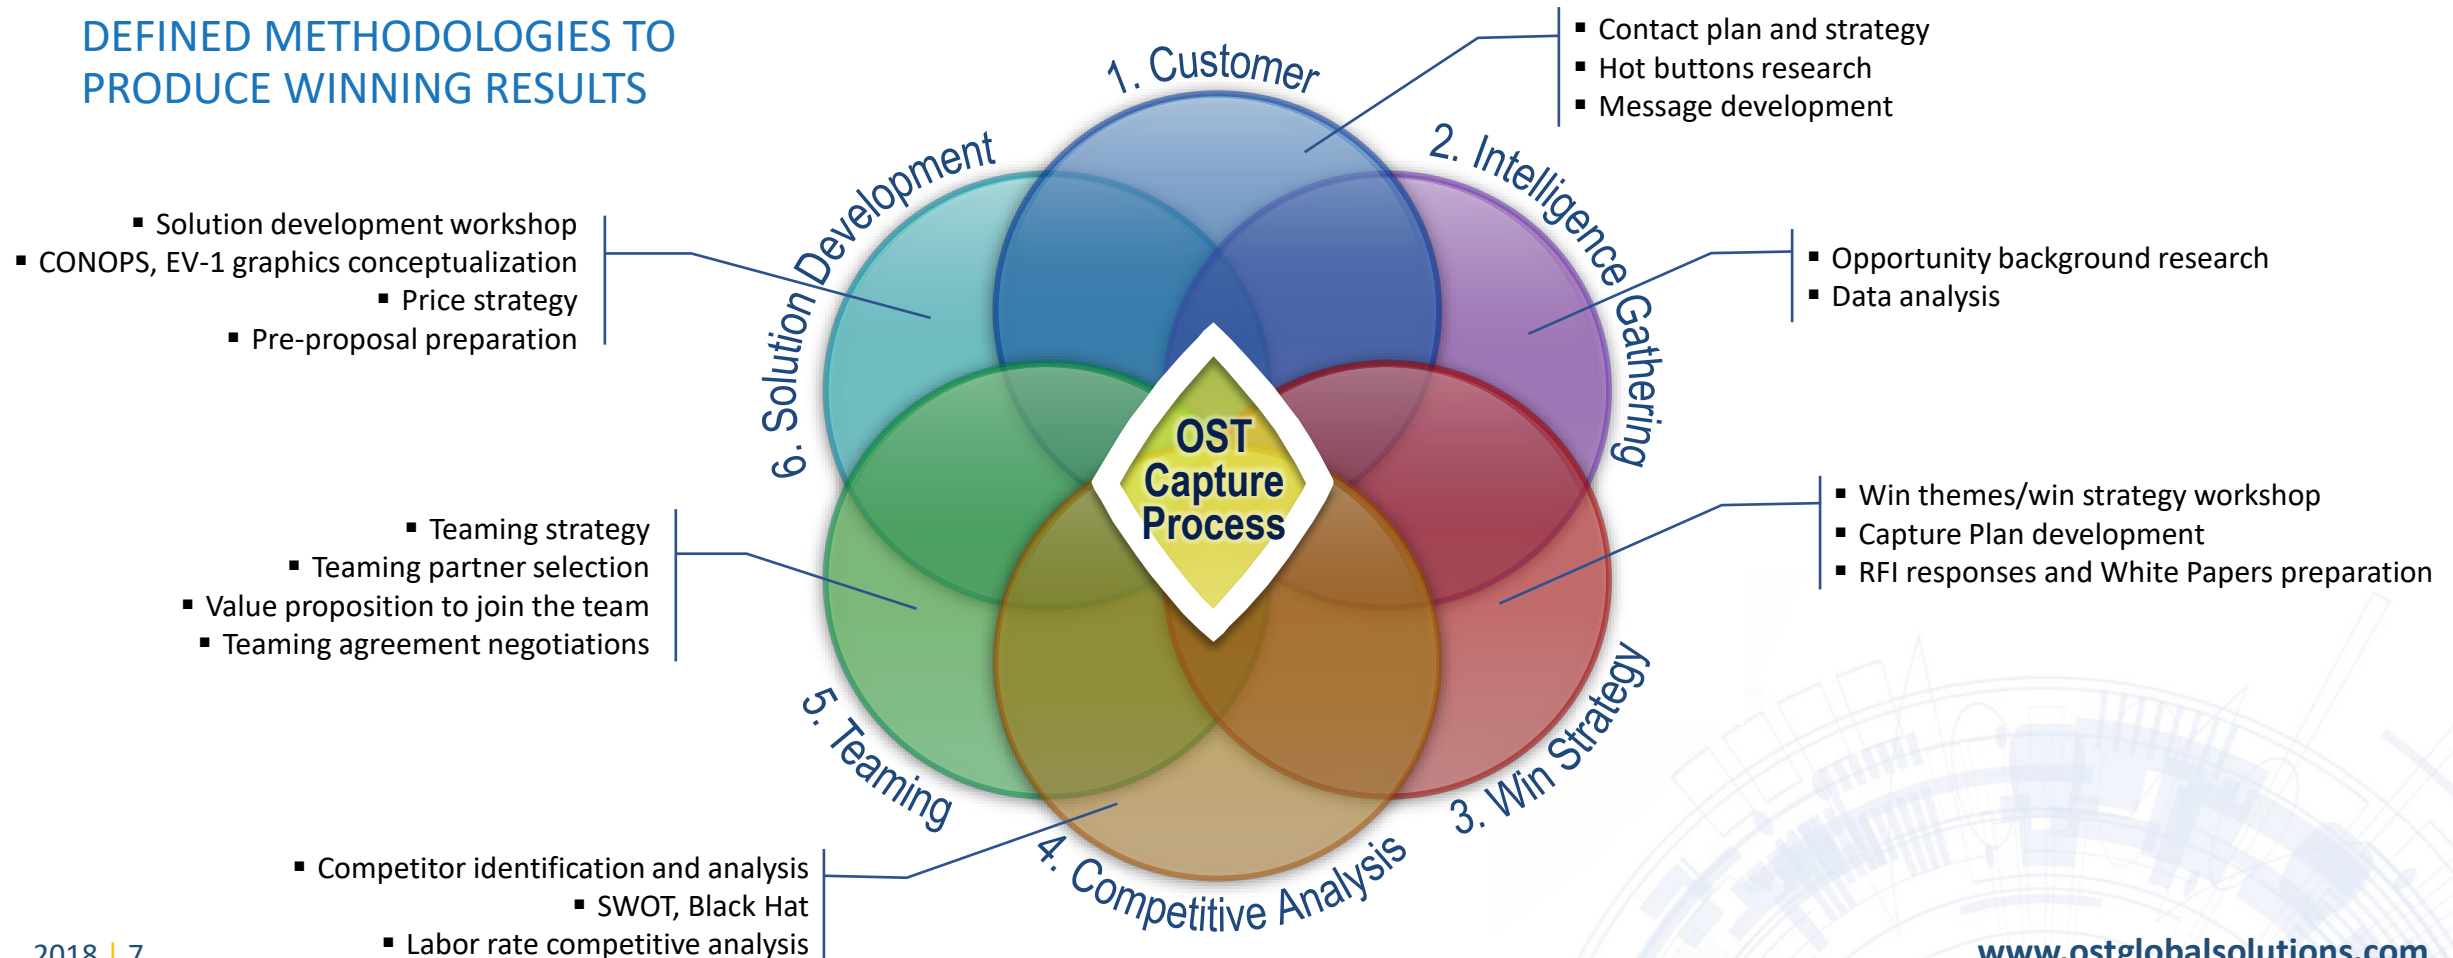 DEFINED METHODOLOGIES TO
PRODUCE WINNING RESULTS
1. Customer
▪ Contact plan and strategy
▪ Hot buttons research
▪ Message development
2. Intelligence Gathering
▪ Opportunity background research
▪ Data analysis
3. Win Strategy
▪ Win themes/win strategy workshop
▪ Capture Plan development
▪ RFI responses and White Papers preparation
4. Competitive Analysis
▪ Competitor identification and analysis
▪ SWOT, Black Hat
▪ Labor rate competitive analysis
5. Teaming
▪ Teaming strategy
▪ Teaming partner selection
▪ Value proposition to join the team
▪ Teaming agreement negotiations
6. Solution Development
▪ Solution development workshop
▪ CONOPS, EV-1 graphics conceptualization
▪ Price strategy
▪ Pre-proposal preparation
OST
Capture
Process
2018 | 7
www.ostglobalsolutions.com